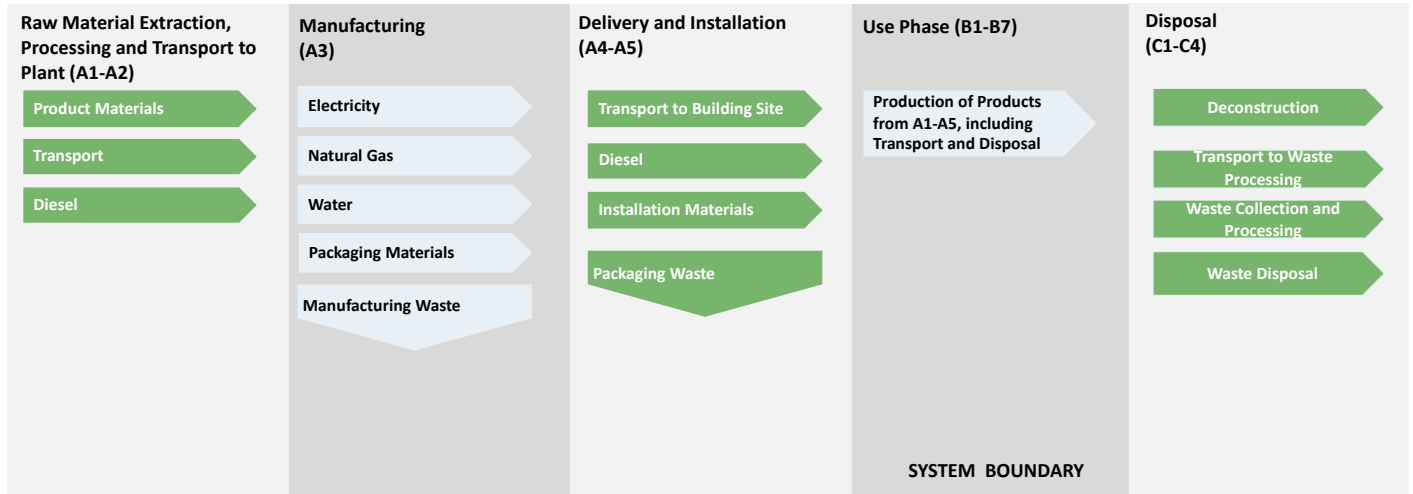 Raw Material Extraction,
Processing and Transport to
Plant (A1-A2)
Product Materials
Transport
Diesel
Manufacturing
(A3)
Electricity
Natural Gas
Water
Packaging Materials
Manufacturing Waste
Delivery and Installation
(A4-A5)
Transport to Building Site
Diesel
Installation Materials
Packaging Waste
Use Phase (B1-B7)
Production of Products
from A1-A5, including
Transport and Disposal
SYSTEM BOUNDARY
Disposal
(C1-C4)
Deconstruction
Transport to Waste
Processing
Waste Collection and
Processing
Waste Disposal